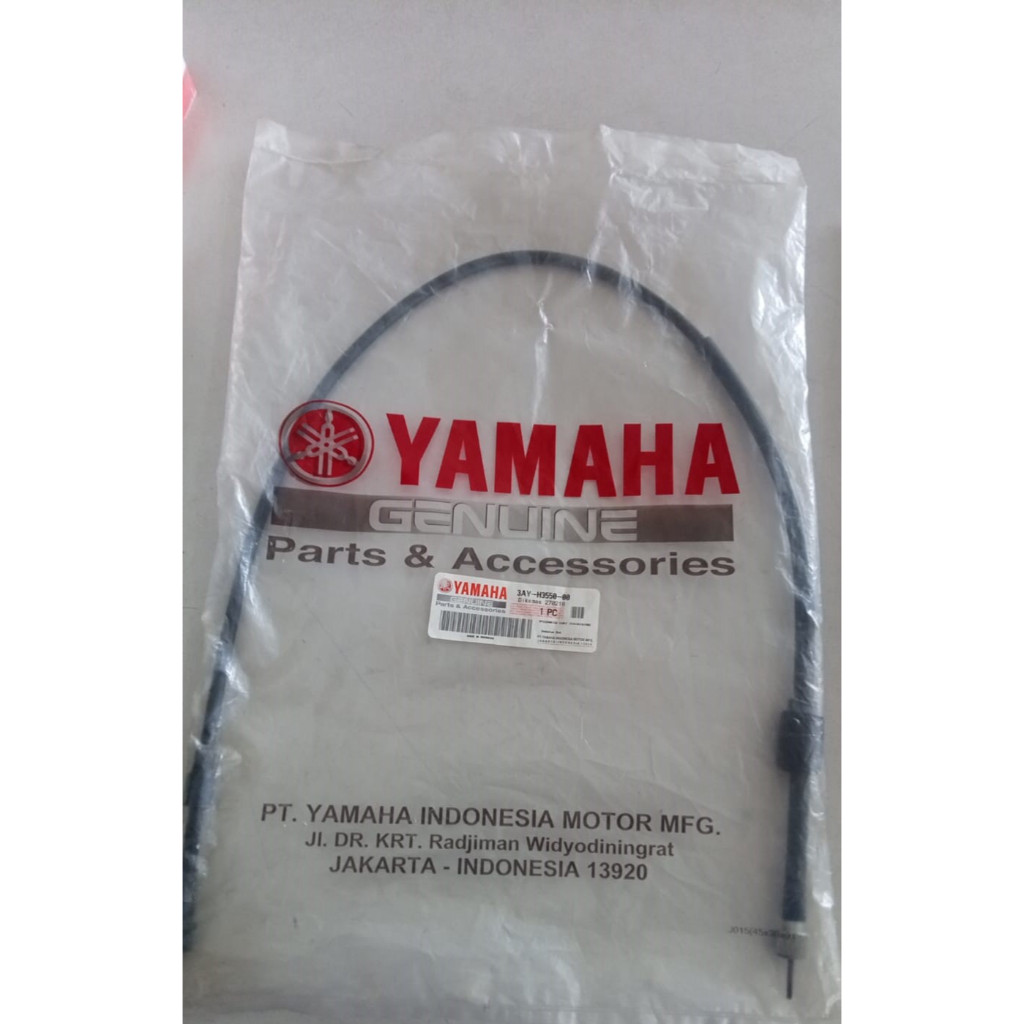 YAMAHA
GENUINE
Parts & Accessories
YAMAHA 3AY-H3550-00
GENUINE
Parts & Accessories
1 PC
PT. YAMAHA INDONESIA MOTOR MFG.
Jl. DR. KRT. Radjiman Widyodiningrat
JAKARTA - INDONESIA 13920